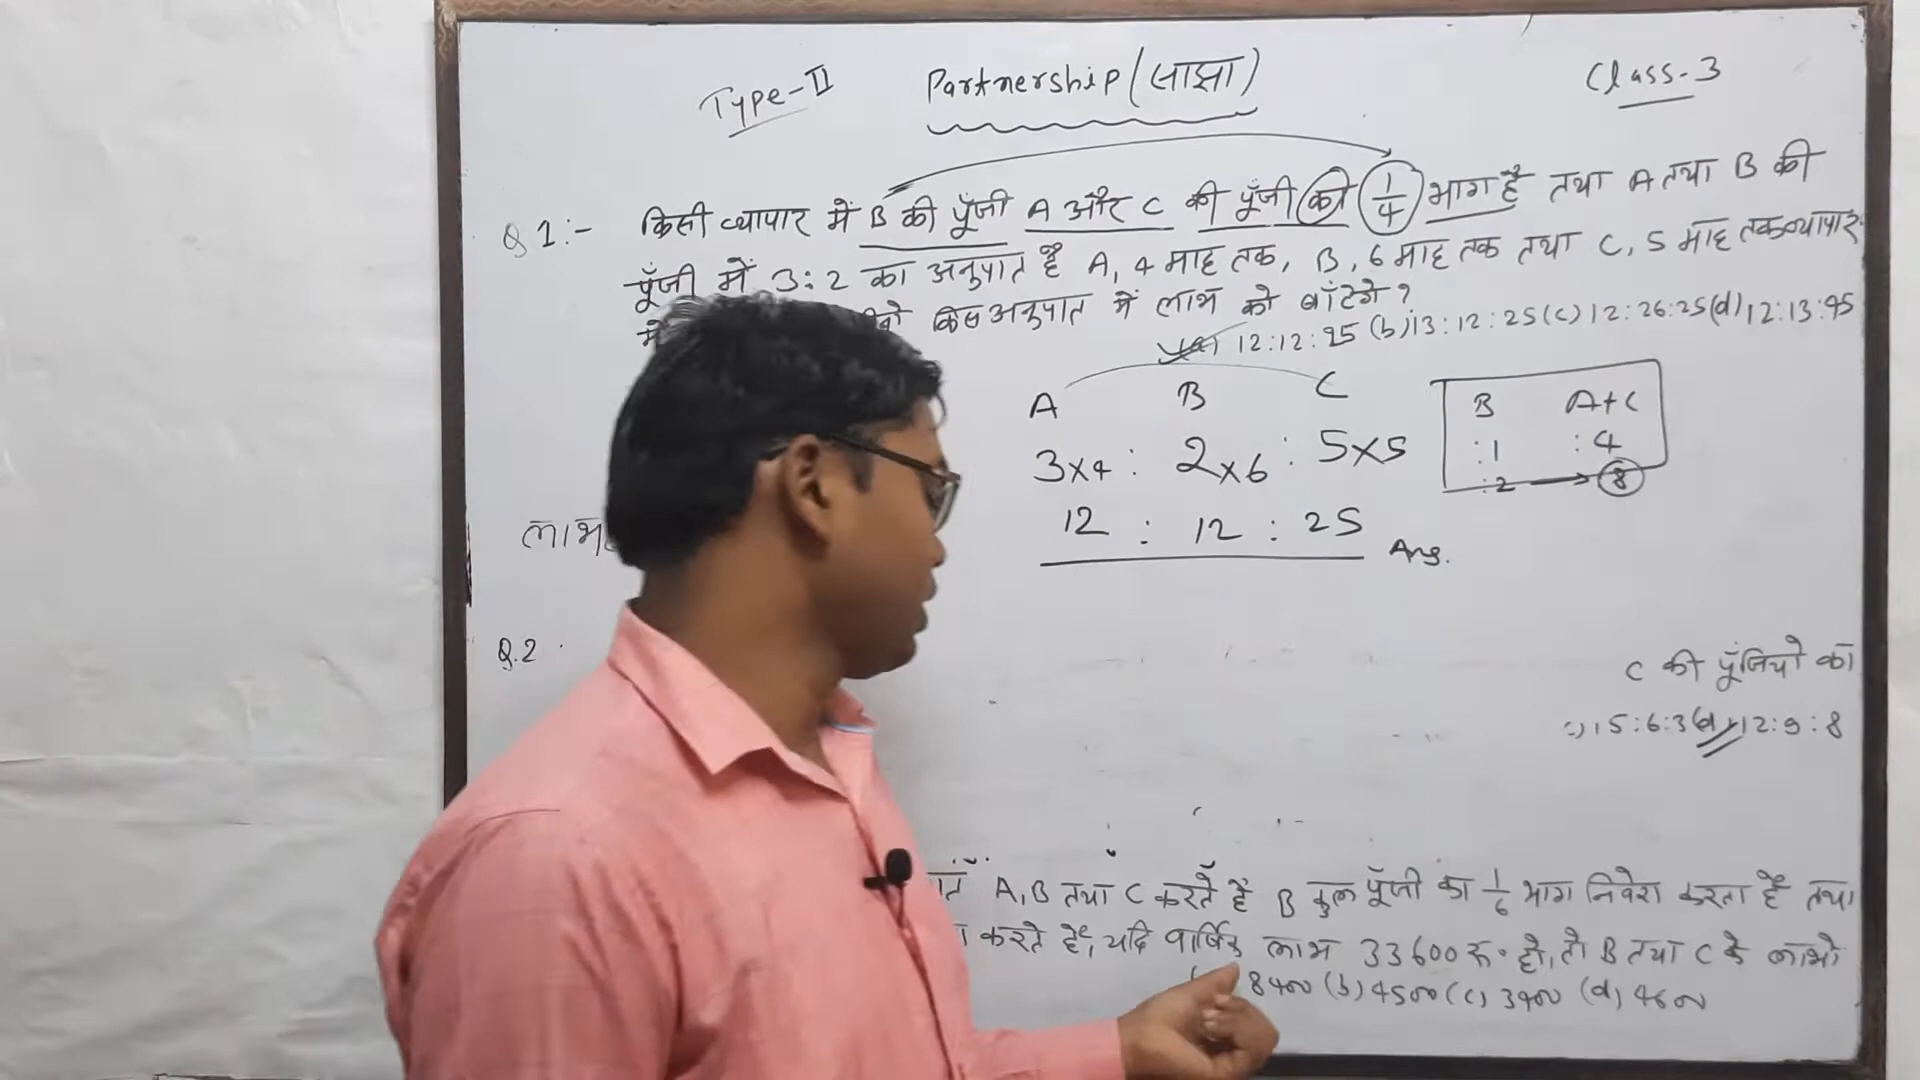 Type-II Partnership (साझा) Class-3
Q 1:- किसी व्यापार में B की पूँजी A और C की पूँजी की 1/4 भाग है तथा A तथा B की
पूँजी में 3:2 का अनुपात है A, 4 माह तक, B, 6 माह तक तथा C, 5 माह तक व्यापार
में किस अनुपात में लाभ को बांटेगे ?
(a) 12:12:25 (b) 13:12:25 (c) 12:26:25 (d) 12:13:45
A B C
3x4 : 2x6 : 5x5
12 : 12 : 25 Ans.
B A+C
:1 :4
:2 → 8
लाभ
Q.2
C की पूँजियो का
15:6:3 (d) 12:9:8
A, B तथा C करते हैं B कुल पूँजी का 1/6 भाग निवेश करता है तथा
करते है, यदि वार्षिक लाभ 33600 रू॰ हो, तो B तथा C के लाभो
8400 (b) 4500 (c) 3400 (d) 4600